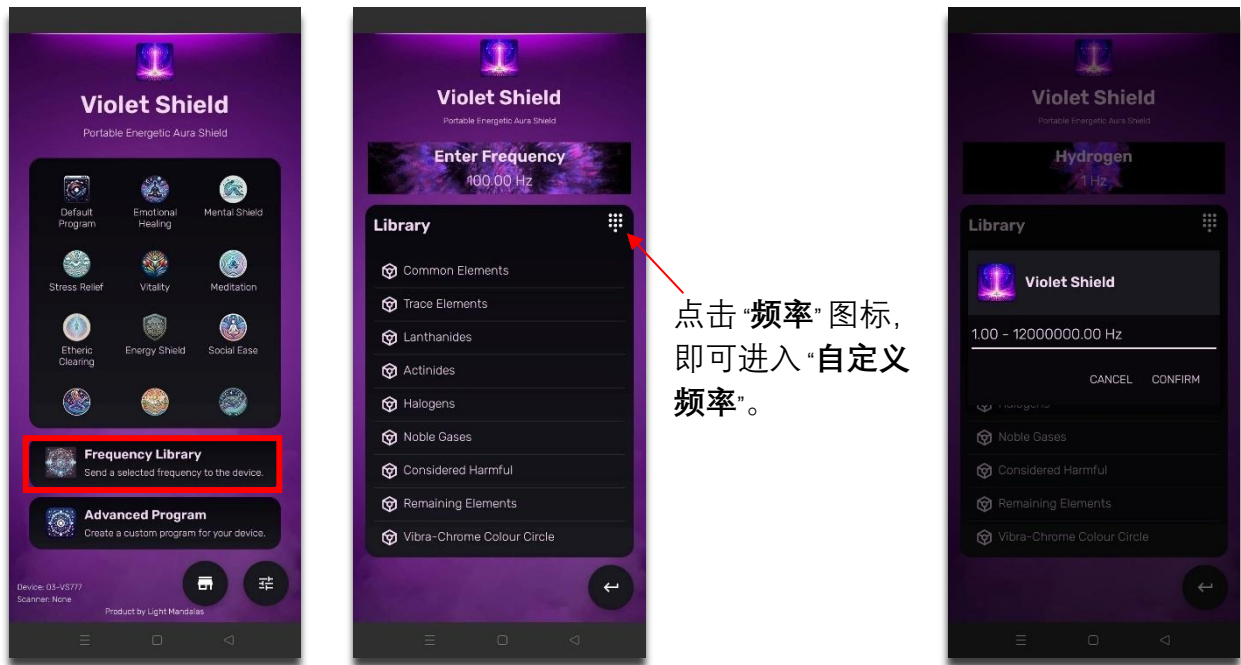 Violet Shield
Portable Energetic Aura Shield
Default
Program
Emotional
Healing
Mental Shield
Stress Relief
Vitality
Meditation
Etheric
Clearing
Energy Shield
Social Ease
Frequency Library
Send a selected frequency to the device.
Advanced Program
Create a custom program for your device.
Device: 03-VS777
Scanner: None
Product by Light Mandalas
Violet Shield
Portable Energetic Aura Shield
Enter Frequency
100.00 Hz
Library
Common Elements
Trace Elements
Lanthanides
Actinides
Halogens
Noble Gases
Considered Harmful
Remaining Elements
Vibra-Chrome Colour Circle
点击“频率”图标,
即可进入“自定义
频率”。
Violet Shield
Portable Energetic Aura Shield
Hydrogen
1 Hz
Library
Violet Shield
1.00 - 12000000.00 Hz
CANCEL CONFIRM
Halogens
Noble Gases
Considered Harmful
Remaining Elements
Vibra-Chrome Colour Circle